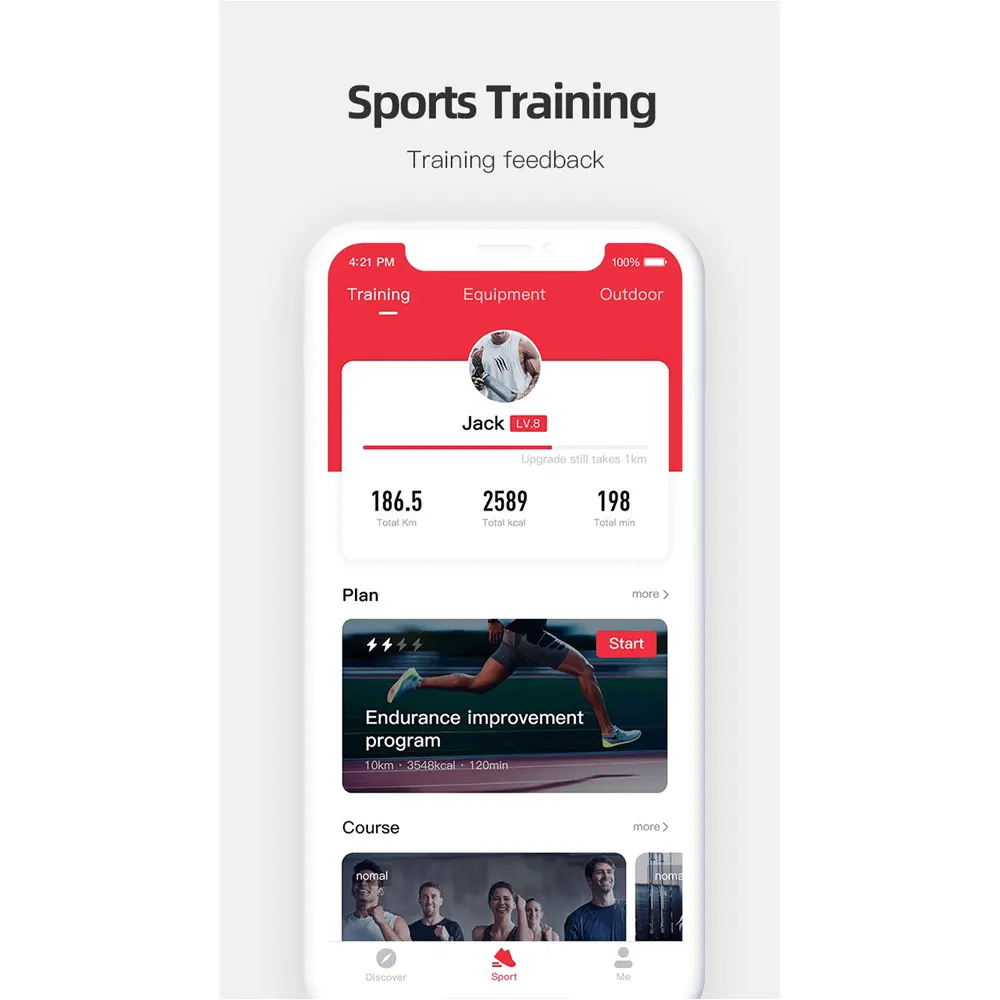 Sports Training
Training feedback
4:21 PM
100%
Training
Equipment
Outdoor
Jack LV.8
Upgrade still takes 1km
186.5
2589
198
Total Km
Total kcal
Total min
Plan
more
Start
Endurance improvement
program
10km · 3548kcal · 120min
Course
more
nomal
noma
Discover
Sport
Me